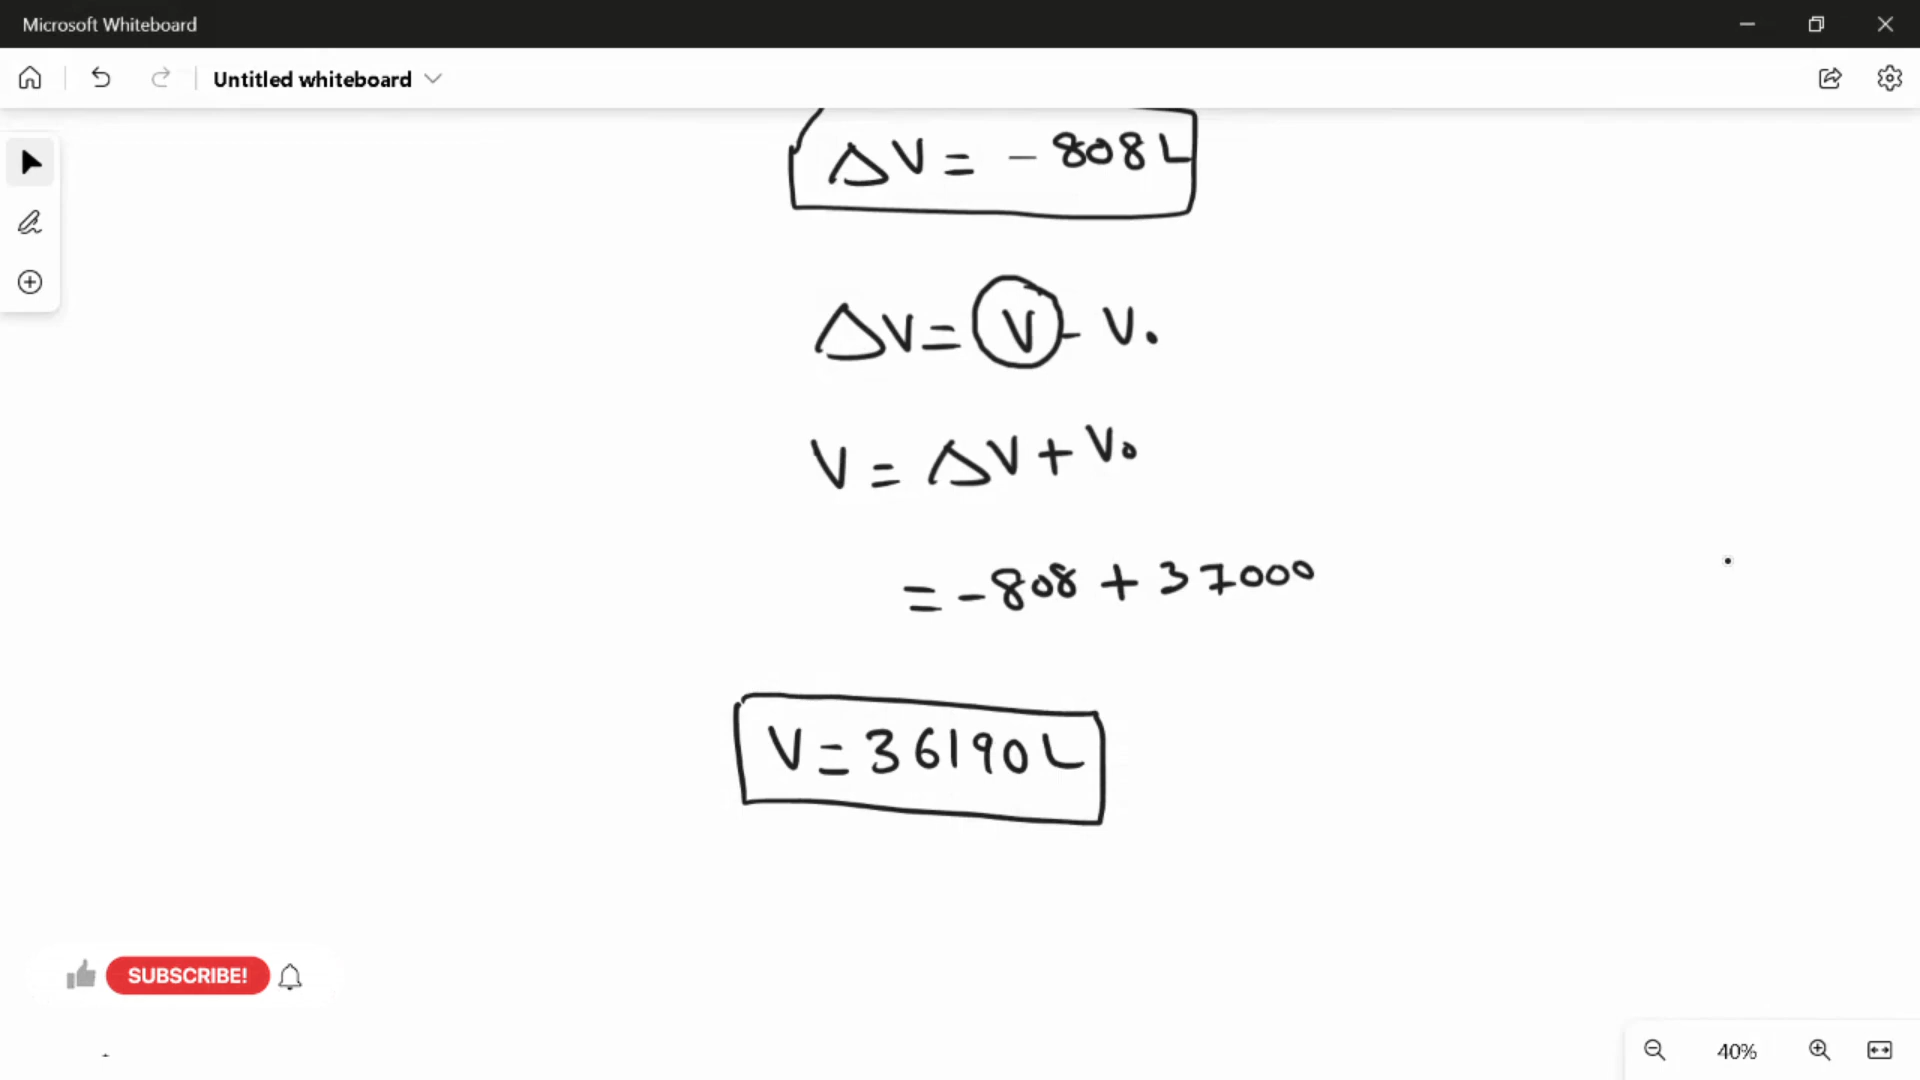 Microsoft Whiteboard
Untitled whiteboard
ΔV = - 808 L
ΔV = V - V₀
V = ΔV + V₀
= - 808 + 37000
V = 36190 L
SUBSCRIBE!
40%